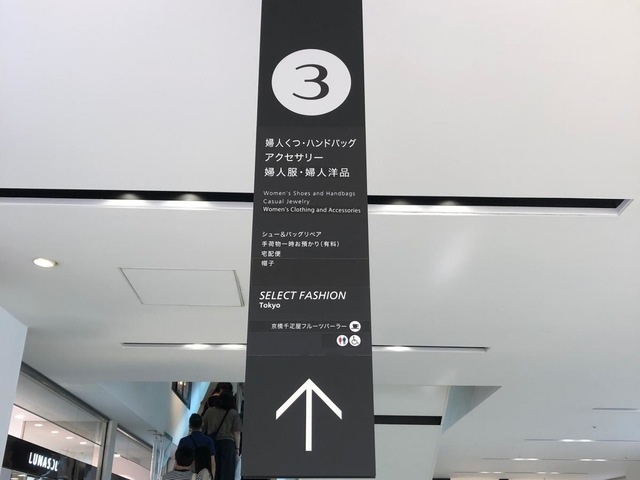 3
婦人くつ・ハンドバッグ
アクセサリー
婦人服・婦人洋品
Women's Shoes and Handbags
Casual Jewelry
Women's Clothing and Accessories
シュー&バッグリペア
手荷物一時お預かり(有料)
宅配便
帽子
SELECT FASHION
Tokyo
京橋千疋屋フルーツパーラー
LUNASOL